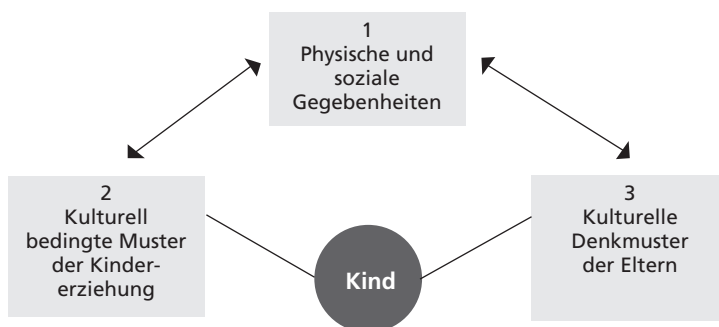 1
Physische und
soziale
Gegebenheiten
2
Kulturell
bedingte Muster
der Kinder-
erziehung
3
Kulturelle
Denkmuster
der Eltern
Kind